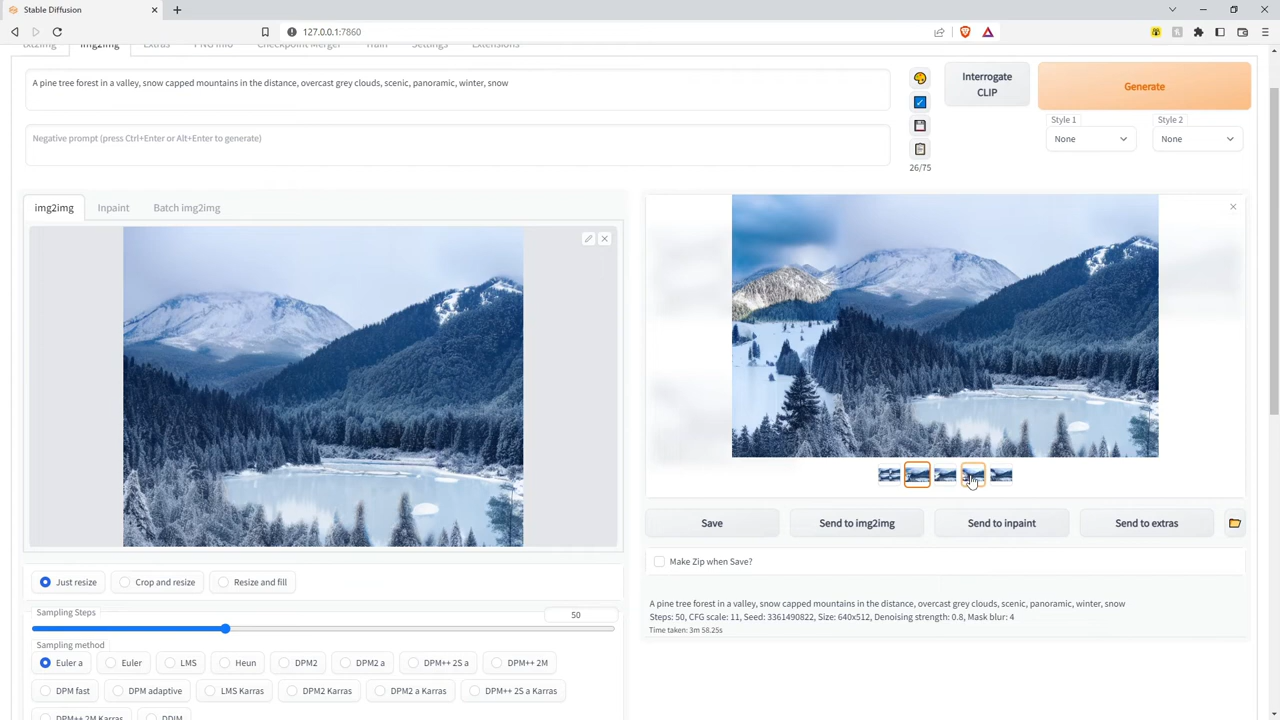 Stable Diffusion
127.0.0.1:7860
txt2img img2img Extras PNG Info Checkpoint Merger Train Settings Extensions
A pine tree forest in a valley, snow capped mountains in the distance, overcast grey clouds, scenic, panoramic, winter, snow
Negative prompt (press Ctrl+Enter or Alt+Enter to generate)
26/75
Interrogate
CLIP
Generate
Style 1 Style 2
None None
img2img Inpaint Batch img2img
Save Send to img2img Send to inpaint Send to extras
Make Zip when Save?
A pine tree forest in a valley, snow capped mountains in the distance, overcast grey clouds, scenic, panoramic, winter, snow
Steps: 50, CFG scale: 11, Seed: 3361490822, Size: 640x512, Denoising strength: 0.8, Mask blur: 4
Time taken: 3m 58.25s
Just resize Crop and resize Resize and fill
Sampling Steps 50
Sampling method
Euler a Euler LMS Heun DPM2 DPM2 a DPM++ 2S a DPM++ 2M
DPM fast DPM adaptive LMS Karras DPM2 Karras DPM2 a Karras DPM++ 2S a Karras
DPM++ 2M Karras DDIM